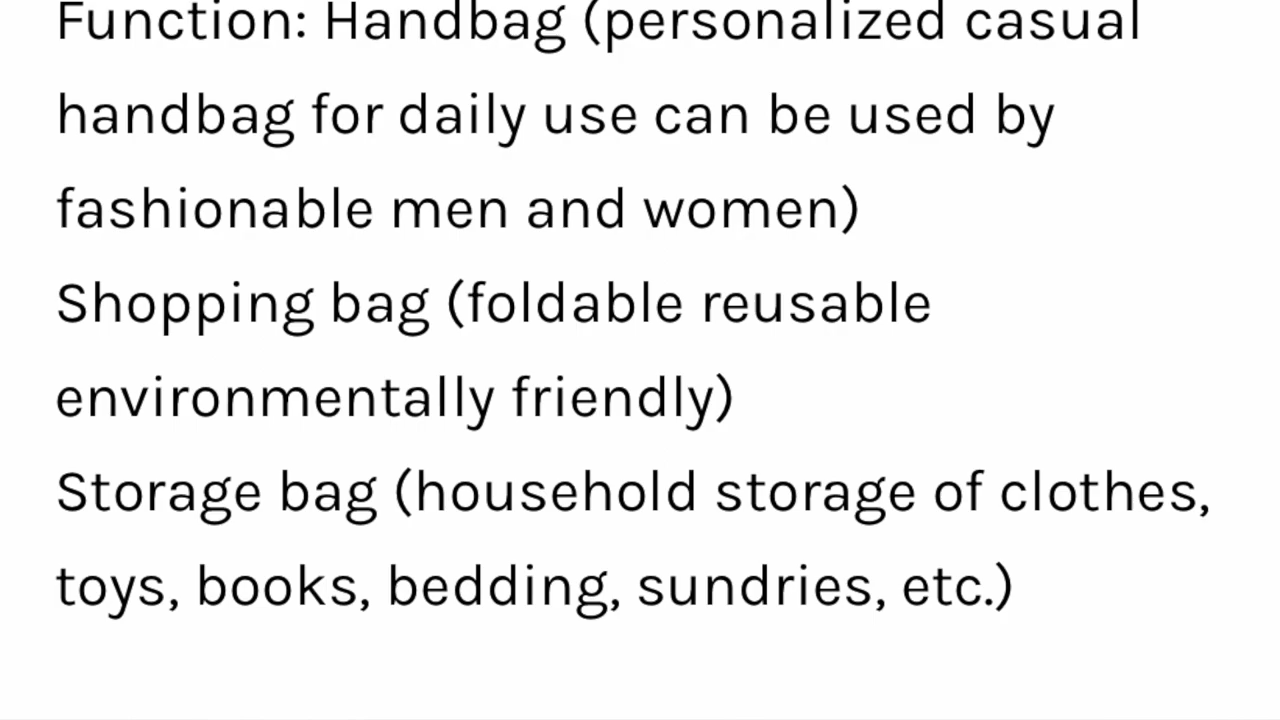 Function: Handbag (personalized casual
handbag for daily use can be used by
fashionable men and women)
Shopping bag (foldable reusable
environmentally friendly)
Storage bag (household storage of clothes,
toys, books, bedding, sundries, etc.)